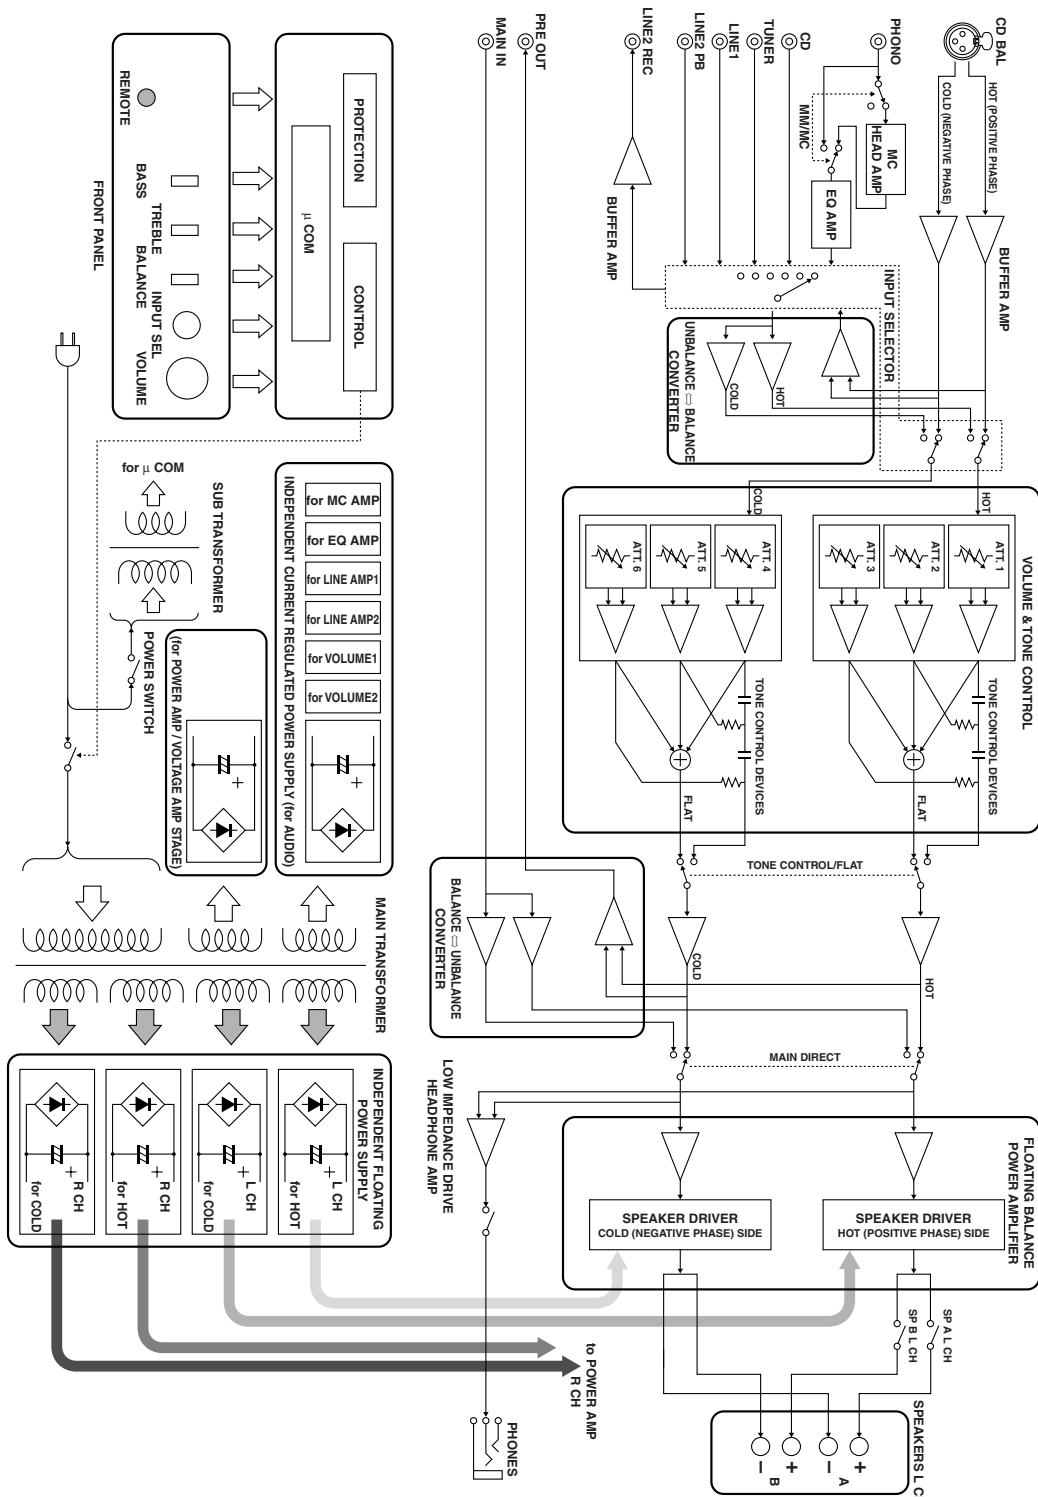 CD BAL
PHONO
CD
TUNER
LINE1
LINE2 PB
LINE2 REC
PRE OUT
MAIN IN
HOT (POSITIVE PHASE)
COLD (NEGATIVE PHASE)
MM/MC
MC
HEAD AMP
EQ AMP
BUFFER AMP
BUFFER AMP
INPUT SELECTOR
UNBALANCE ⇔ BALANCE
CONVERTER
HOT
COLD
VOLUME & TONE CONTROL
HOT
COLD
ATT. 1
ATT. 2
ATT. 3
ATT. 4
ATT. 5
ATT. 6
TONE CONTROL DEVICES
TONE CONTROL DEVICES
+
+
FLAT
FLAT
TONE CONTROL/FLAT
HOT
COLD
BALANCE ⇔ UNBALANCE
CONVERTER
MAIN DIRECT
LOW IMPEDANCE DRIVE
HEADPHONE AMP
FLOATING BALANCE
POWER AMPLIFIER
SPEAKER DRIVER
HOT (POSITIVE PHASE) SIDE
SPEAKER DRIVER
COLD (NEGATIVE PHASE) SIDE
SP A L CH
SP B L CH
SPEAKERS L C
+
–
A
+
–
B
PHONES
to POWER AMP
R CH
FRONT PANEL
REMOTE
BASS
TREBLE
BALANCE
INPUT SEL
VOLUME
PROTECTION
CONTROL
μ COM
for μ COM
SUB TRANSFORMER
POWER SWITCH
INDEPENDENT CURRENT REGULATED POWER SUPPLY (for AUDIO)
for MC AMP
for EQ AMP
for LINE AMP1
for LINE AMP2
for VOLUME1
for VOLUME2
+
(for POWER AMP / VOLTAGE AMP STAGE)
+
MAIN TRANSFORMER
INDEPENDENT FLOATING
POWER SUPPLY
+
L CH
for HOT
+
L CH
for COLD
+
R CH
for HOT
+
R CH
for COLD